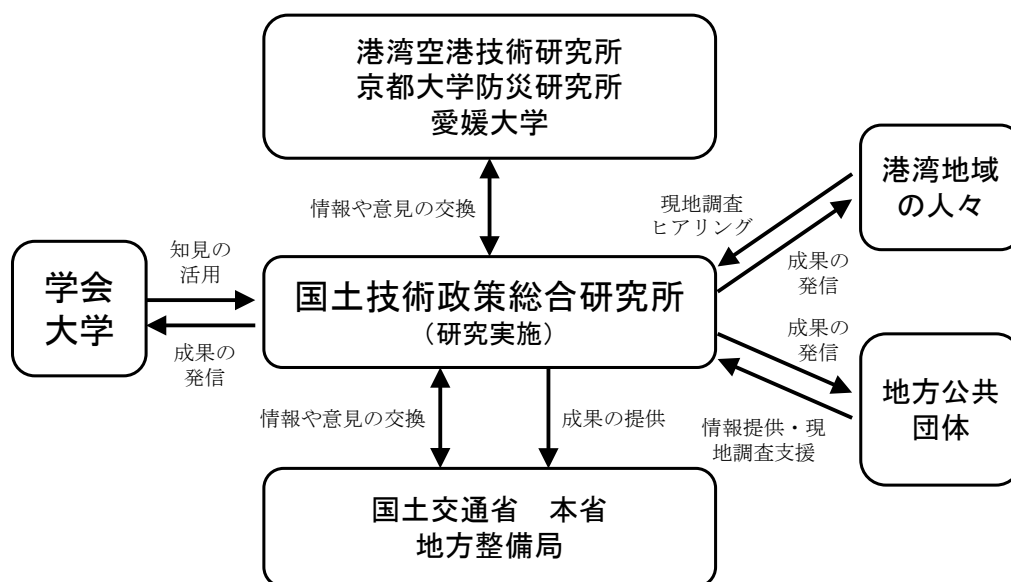 港湾空港技術研究所
京都大学防災研究所
愛媛大学
情報や意見の交換
現地調査
ヒアリング
港湾地域
の人々
成果の
発信
学会
大学
知見の
活用
成果の
発信
国土技術政策総合研究所
(研究実施)
成果の
発信
地方公共
団体
情報提供・現
地調査支援
情報や意見の交換
成果の提供
国土交通省　本省
地方整備局